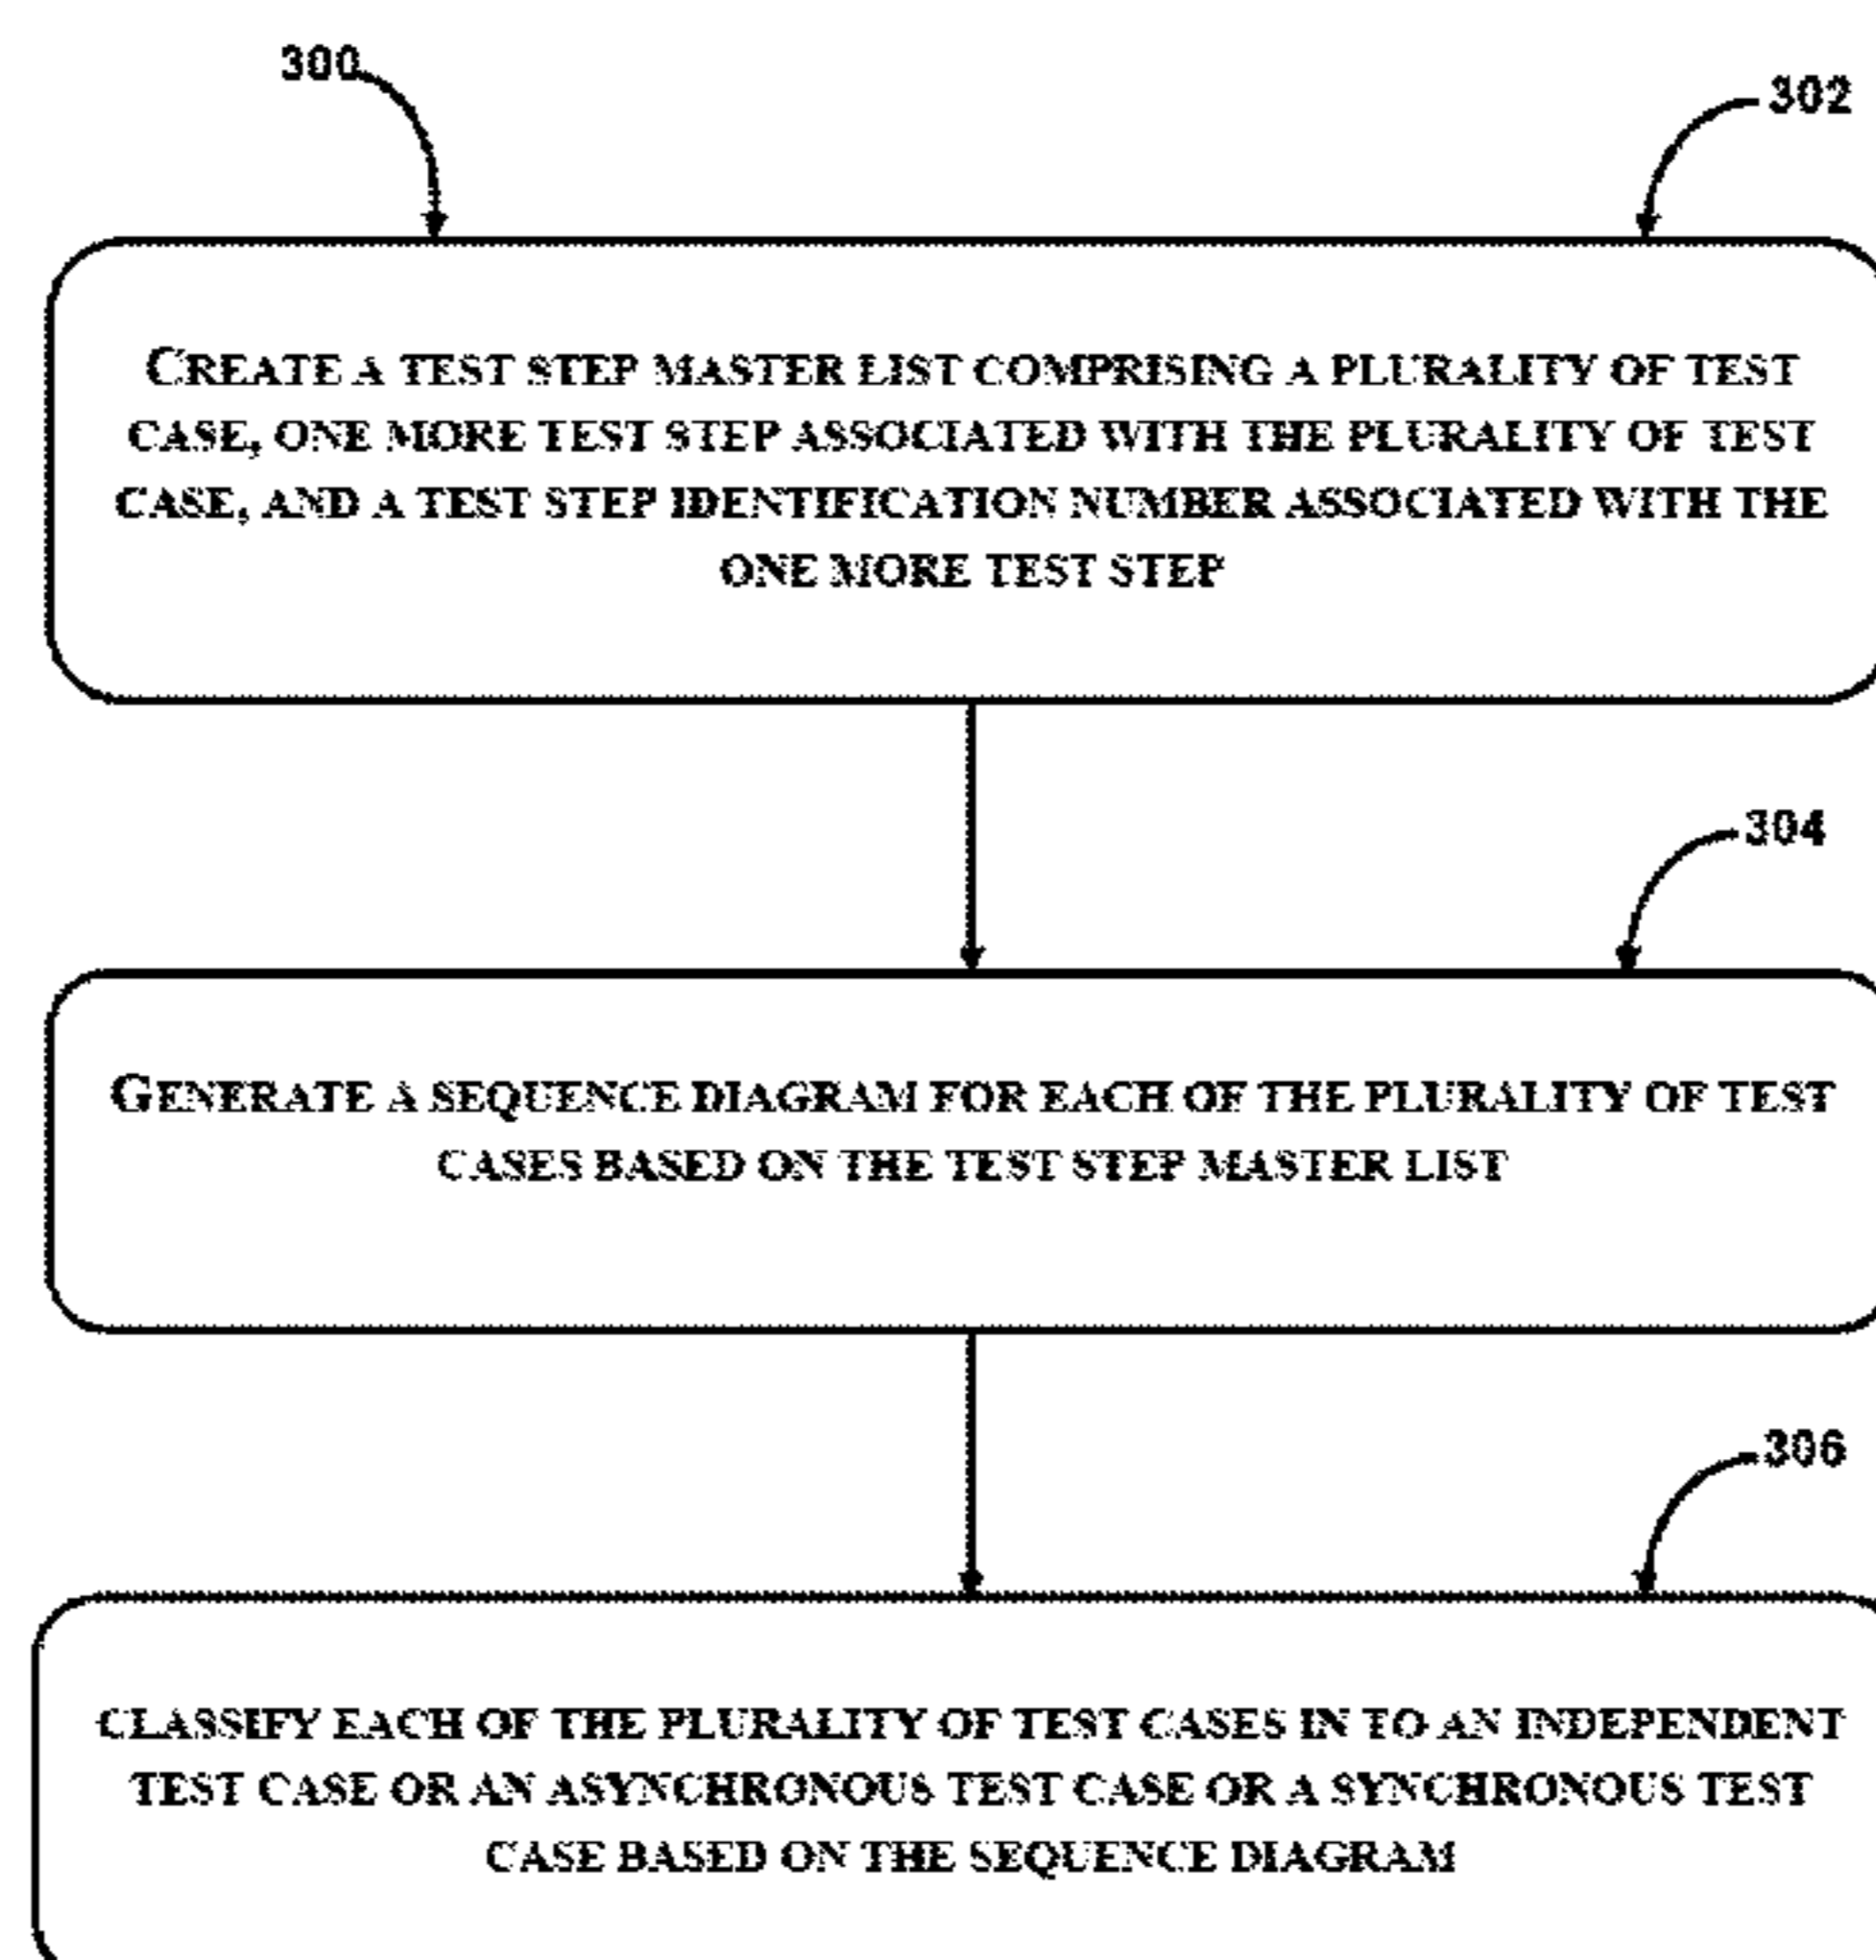 300
302
CREATE A TEST STEP MASTER LIST COMPRISING A PLURALITY OF TEST
CASE, ONE MORE TEST STEP ASSOCIATED WITH THE PLURALITY OF TEST
CASE, AND A TEST STEP IDENTIFICATION NUMBER ASSOCIATED WITH THE
ONE MORE TEST STEP
304
GENERATE A SEQUENCE DIAGRAM FOR EACH OF THE PLURALITY OF TEST
CASES BASED ON THE TEST STEP MASTER LIST
306
CLASSIFY EACH OF THE PLURALITY OF TEST CASES IN TO AN INDEPENDENT
TEST CASE OR AN ASYNCHRONOUS TEST CASE OR A SYNCHRONOUS TEST
CASE BASED ON THE SEQUENCE DIAGRAM